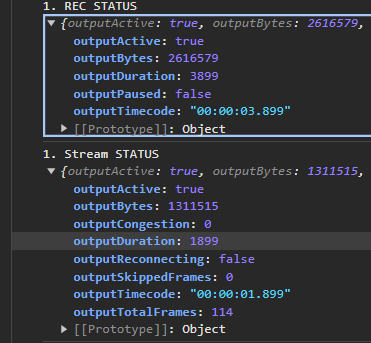 1. REC STATUS
▼ {outputActive: true, outputBytes: 2616579,
outputActive: true
outputBytes: 2616579
outputDuration: 3899
outputPaused: false
outputTimecode: "00:00:03.899"
▶ [[Prototype]]: Object
1. Stream STATUS
▼ {outputActive: true, outputBytes: 1311515,
outputActive: true
outputBytes: 1311515
outputCongestion: 0
outputDuration: 1899
outputReconnecting: false
outputSkippedFrames: 0
outputTimecode: "00:00:01.899"
outputTotalFrames: 114
▶ [[Prototype]]: Object